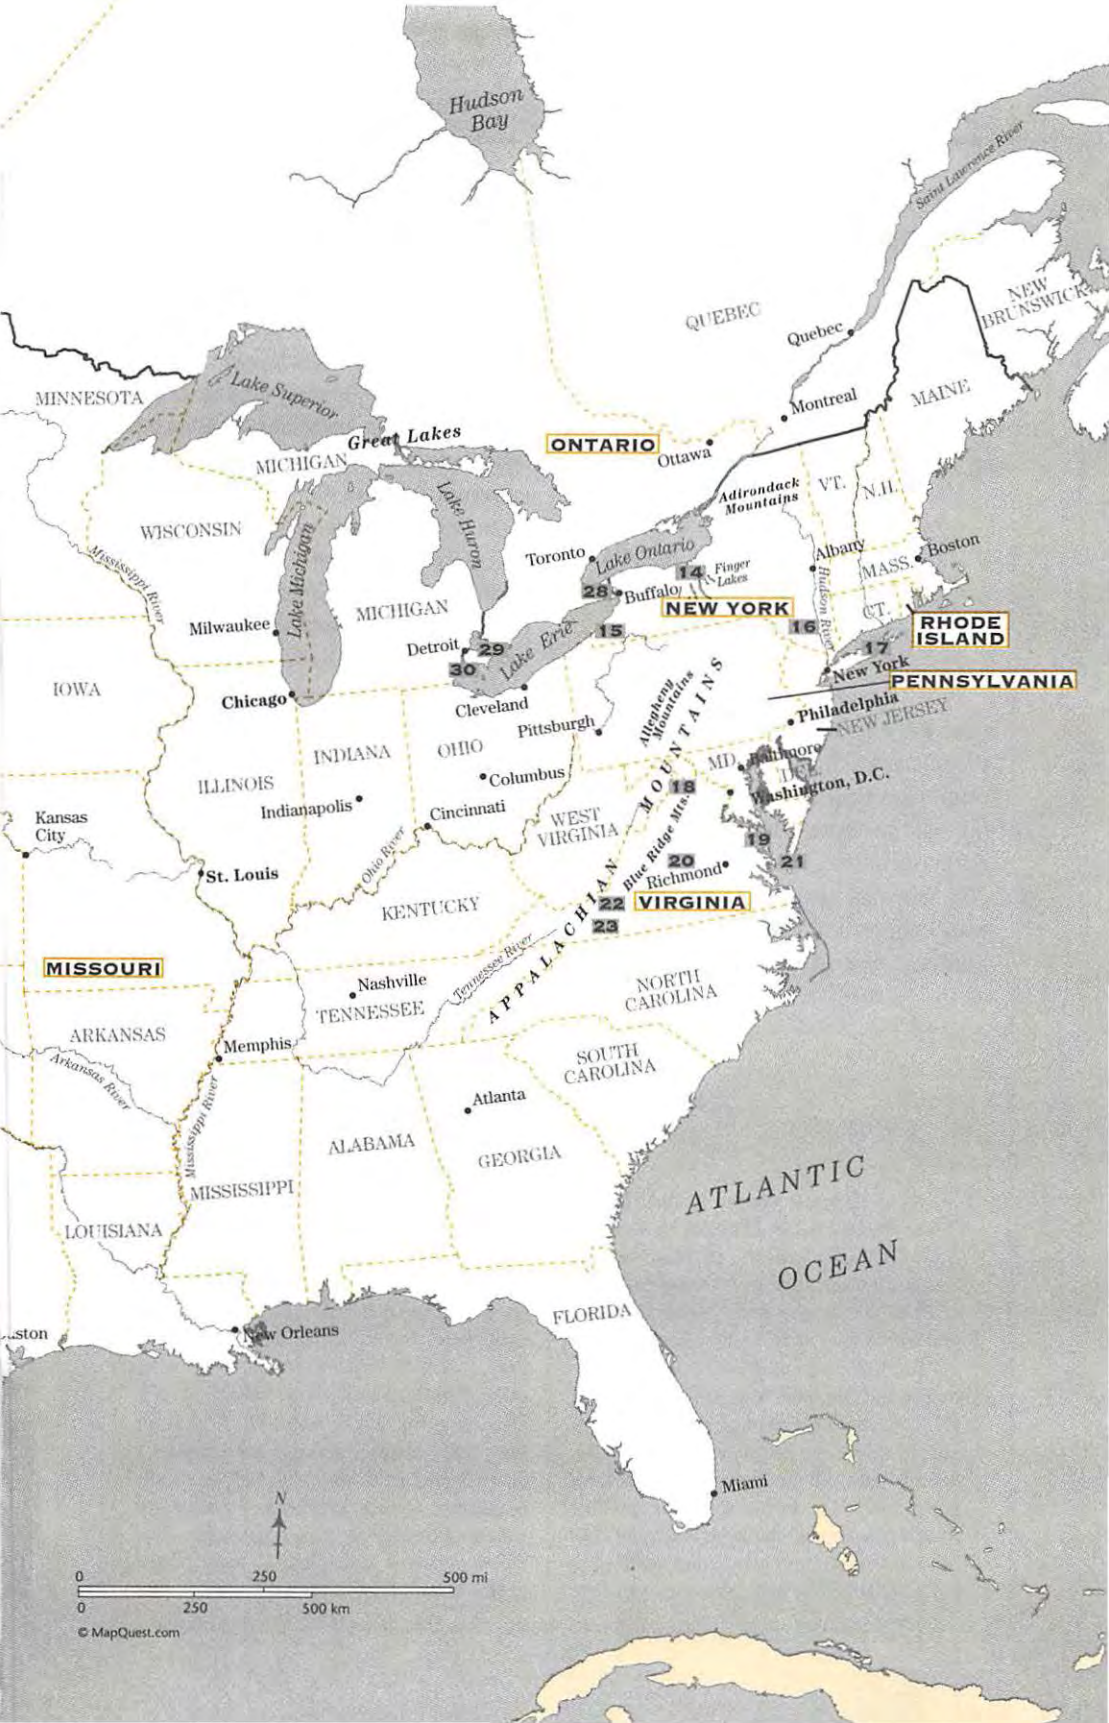 Hudson
Bay
Saint Lawrence River
NEW
BRUNSWICK
QUEBEC
Quebec
MINNESOTA
Lake Superior
MAINE
Montreal
Great Lakes
ONTARIO
Ottawa
MICHIGAN
Adirondack
Mountains
VT.
N.H.
Lake Huron
WISCONSIN
Lake Michigan
Mississippi River
Toronto
Lake Ontario
Albany
Boston
MASS.
14
Finger
Lakes
28
Buffalo
Hudson River
MICHIGAN
NEW YORK
CT.
RHODE
ISLAND
Milwaukee
15
16
17
Detroit
29
Lake Erie
30
New York
IOWA
PENNSYLVANIA
Chicago
Cleveland
Allegheny
Mountains
Philadelphia
NEW JERSEY
Pittsburgh
INDIANA
OHIO
MD.
Baltimore
DEL.
Columbus
ILLINOIS
18
Washington, D.C.
Indianapolis
Cincinnati
Kansas
City
WEST
VIRGINIA
Blue Ridge Mts.
19
Ohio River
20
21
St. Louis
Richmond
KENTUCKY
22
VIRGINIA
23
APPALACHIAN MOUNTAINS
MISSOURI
Tennessee River
Nashville
TENNESSEE
NORTH
CAROLINA
ARKANSAS
Memphis
SOUTH
CAROLINA
Arkansas River
Mississippi River
Atlanta
ALABAMA
GEORGIA
MISSISSIPPI
ATLANTIC
OCEAN
LOUISIANA
FLORIDA
uston
New Orleans
Miami
N
0 250 500 mi
0 250 500 km
© MapQuest.com